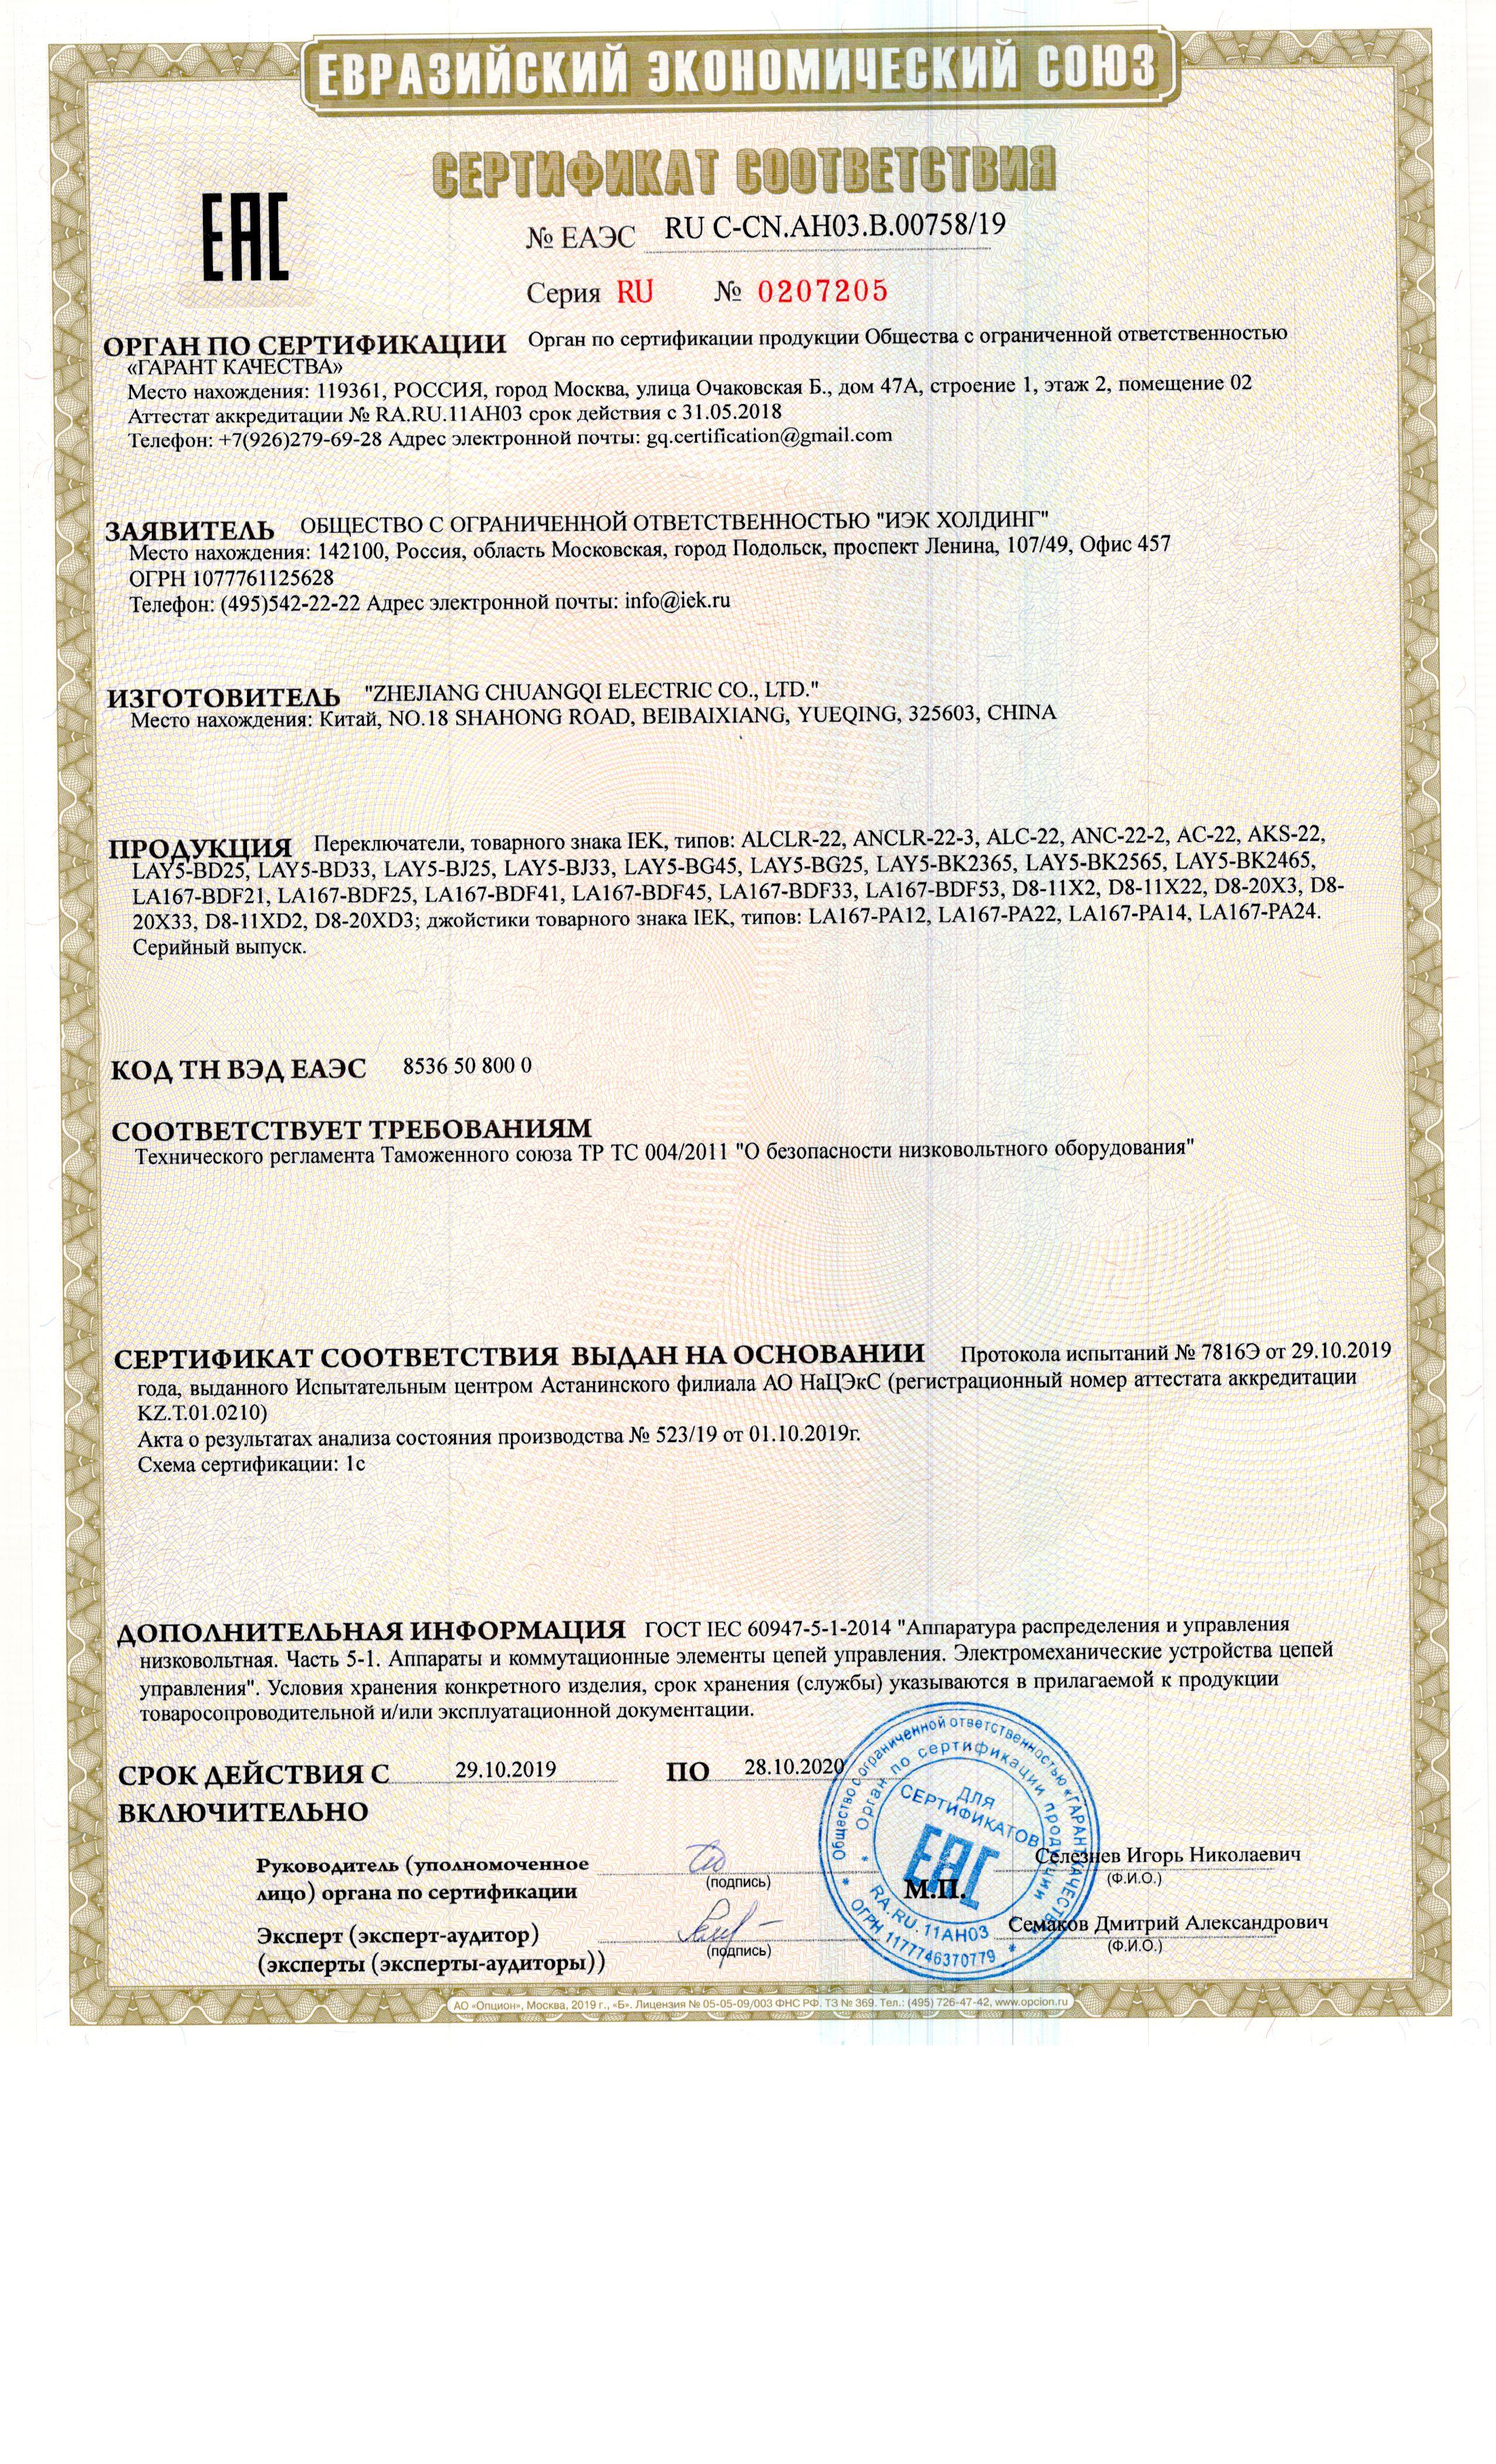 ЕВРАЗИЙСКИЙ ЭКОНОМИЧЕСКИЙ СОЮЗ
СЕРТИФИКАТ СООТВЕТСТВИЯ
ЕАС
№ ЕАЭС RU С-CN.АН03.В.00758/19
Серия RU № 0207205
ОРГАН ПО СЕРТИФИКАЦИИ Орган по сертификации продукции Общества с ограниченной ответственностью
«ГАРАНТ КАЧЕСТВА»
Место нахождения: 119361, РОССИЯ, город Москва, улица Очаковская Б., дом 47А, строение 1, этаж 2, помещение 02
Аттестат аккредитации № RA.RU.11АН03 срок действия с 31.05.2018
Телефон: +7(926)279-69-28 Адрес электронной почты: gq.certification@gmail.com
ЗАЯВИТЕЛЬ ОБЩЕСТВО С ОГРАНИЧЕННОЙ ОТВЕТСТВЕННОСТЬЮ "ИЭК ХОЛДИНГ"
Место нахождения: 142100, Россия, область Московская, город Подольск, проспект Ленина, 107/49, Офис 457
ОГРН 1077761125628
Телефон: (495)542-22-22 Адрес электронной почты: info@iek.ru
ИЗГОТОВИТЕЛЬ "ZHEJIANG CHUANGQI ELECTRIC CO., LTD."
Место нахождения: Китай, NO.18 SHAHONG ROAD, BEIBAIXIANG, YUEQING, 325603, CHINA
ПРОДУКЦИЯ Переключатели, товарного знака IEK, типов: ALCLR-22, ANCLR-22-3, ALC-22, ANC-22-2, AC-22, AKS-22,
LAY5-BD25, LAY5-BD33, LAY5-BJ25, LAY5-BJ33, LAY5-BG45, LAY5-BG25, LAY5-BK2365, LAY5-BK2565, LAY5-BK2465,
LA167-BDF21, LA167-BDF25, LA167-BDF41, LA167-BDF45, LA167-BDF33, LA167-BDF53, D8-11X2, D8-11X22, D8-20X3, D8-
20X33, D8-11XD2, D8-20XD3; джойстики товарного знака IEK, типов: LA167-PA12, LA167-PA22, LA167-PA14, LA167-PA24.
Серийный выпуск.
КОД ТН ВЭД ЕАЭС 8536 50 800 0
СООТВЕТСТВУЕТ ТРЕБОВАНИЯМ
Технического регламента Таможенного союза ТР ТС 004/2011 "О безопасности низковольтного оборудования"
СЕРТИФИКАТ СООТВЕТСТВИЯ ВЫДАН НА ОСНОВАНИИ Протокола испытаний № 7816Э от 29.10.2019
года, выданного Испытательным центром Астанинского филиала АО НаЦЭкС (регистрационный номер аттестата аккредитации
KZ.T.01.0210)
Акта о результатах анализа состояния производства № 523/19 от 01.10.2019г.
Схема сертификации: 1с
ДОПОЛНИТЕЛЬНАЯ ИНФОРМАЦИЯ ГОСТ IEC 60947-5-1-2014 "Аппаратура распределения и управления
низковольтная. Часть 5-1. Аппараты и коммутационные элементы цепей управления. Электромеханические устройства цепей
управления". Условия хранения конкретного изделия, срок хранения (службы) указываются в прилагаемой к продукции
товаросопроводительной и/или эксплуатационной документации.
СРОК ДЕЙСТВИЯ С 29.10.2019 ПО 28.10.2020
ВКЛЮЧИТЕЛЬНО
Общество с ограниченной ответственностью «ГАРАНТ КАЧЕСТВА»
ОГРН 1177746370779
Орган по сертификации продукции
RA.RU.11АН03
ДЛЯ
СЕРТИФИКАТОВ
ЕАС
М.П.
Руководитель (уполномоченное
лицо) органа по сертификации
(подпись)
Селезнев Игорь Николаевич
(Ф.И.О.)
Эксперт (эксперт-аудитор)
(эксперты (эксперты-аудиторы))
(подпись)
Семаков Дмитрий Александрович
(Ф.И.О.)
АО «Опцион», Москва, 2019 г., «Б». Лицензия № 05-05-09/003 ФНС РФ. ТЗ № 369. Тел.: (495) 726-47-42, www.opcion.ru